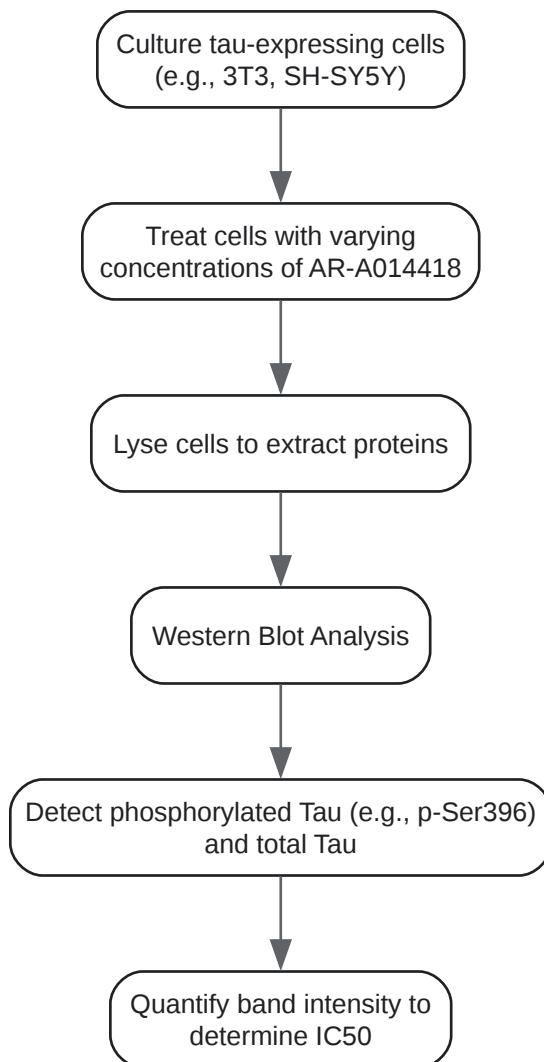 Culture tau-expressing cells
(e.g., 3T3, SH-SY5Y)
Treat cells with varying
concentrations of AR-A014418
Lyse cells to extract proteins
Western Blot Analysis
Detect phosphorylated Tau (e.g., p-Ser396)
and total Tau
Quantify band intensity to
determine IC50